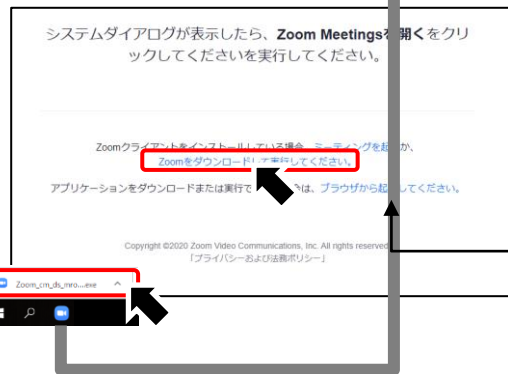 システムダイアログが表示したら、Zoom Meetingsを開くをクリ
ックしてくださいを実行してください。
Zoomクライアントをインストールしている場合、ミーティングを起 か、
Zoomをダウンロードして実行してください。
アプリケーションをダウンロードまたは実行で は、ブラウザから起 してください。
Copyright ©2020 Zoom Video Communications, Inc. All rights reserved
「プライバシーおよび法務ポリシー」
Zoom_cm_ds_mro....exe